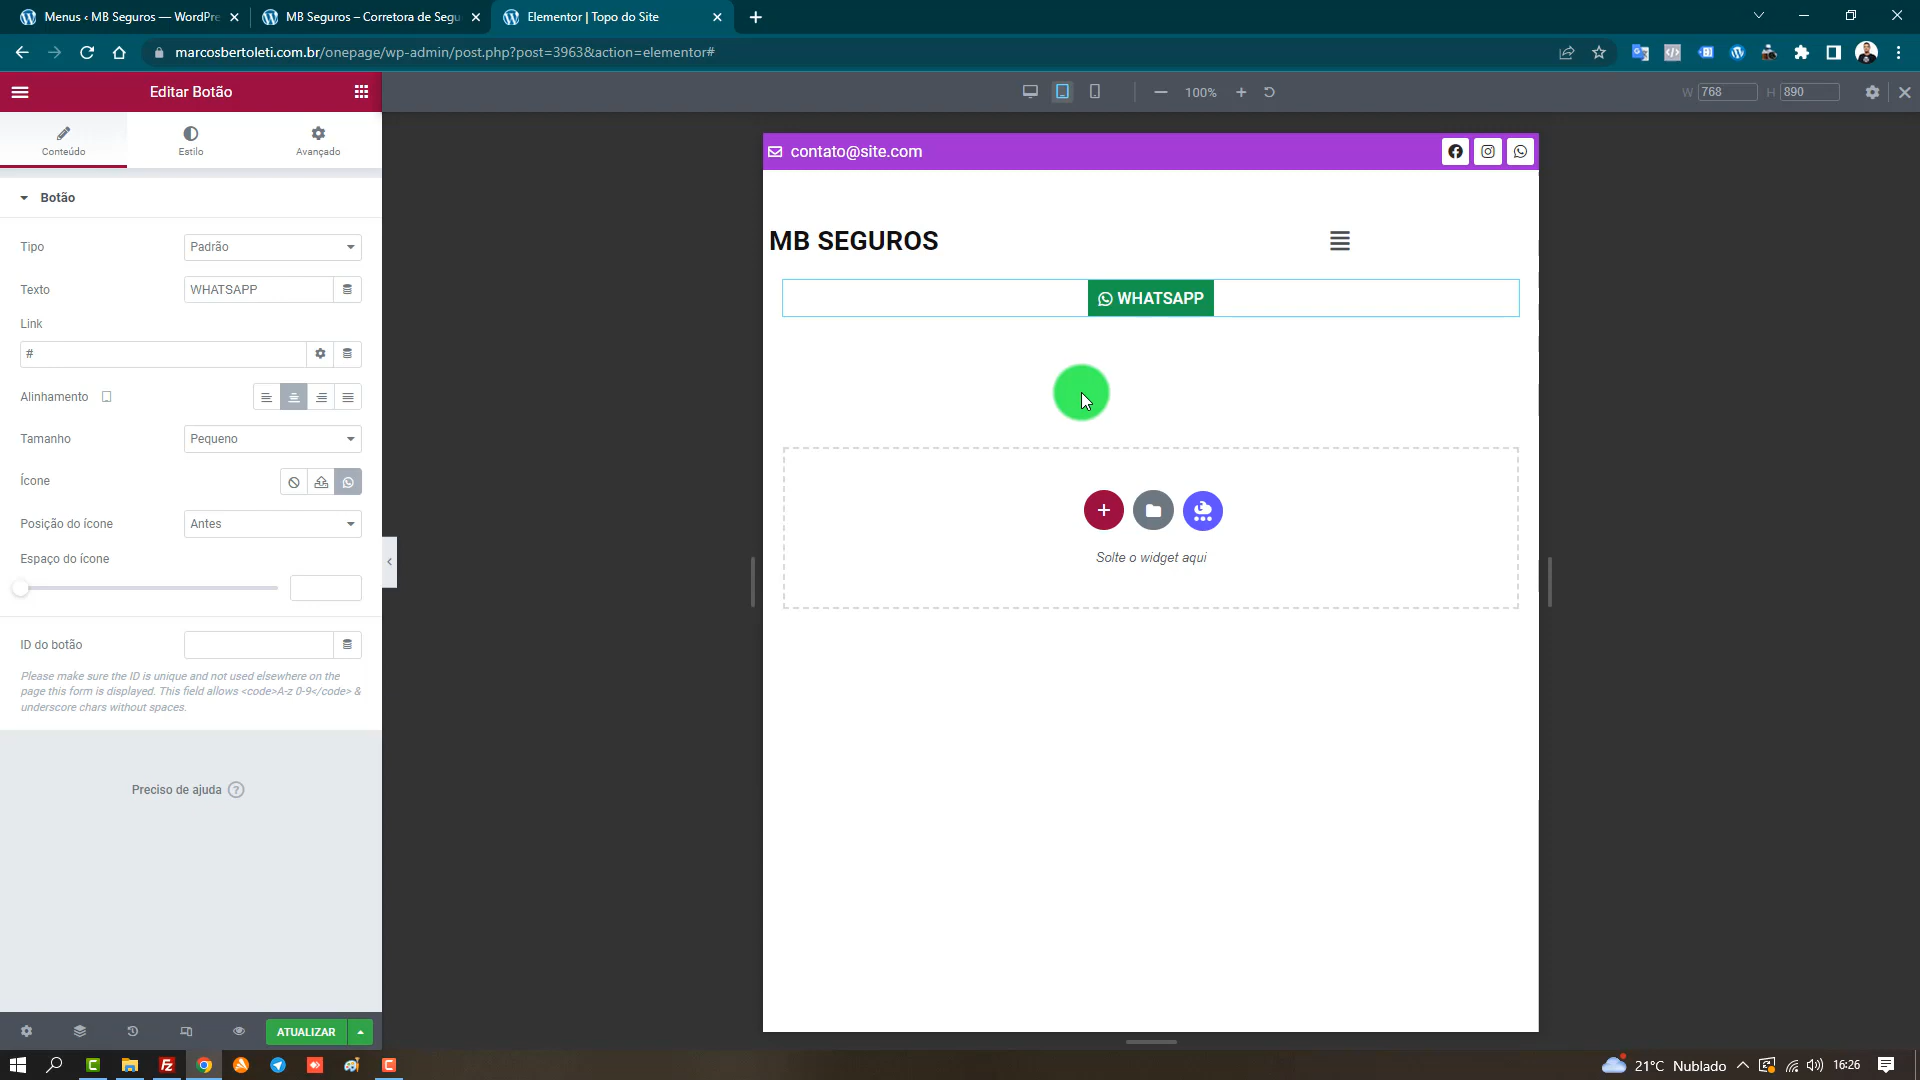 Menus ‹ MB Seguros — WordPre
MB Seguros – Corretora de Segu
Elementor | Topo do Site
marcosbertoleti.com.br/onepage/wp-admin/post.php?post=3963&action=elementor#
Editar Botão
100%
W 768 H 890
Conteúdo
Estilo
Avançado
contato@site.com
Botão
Tipo
Padrão
MB SEGUROS
Texto
WHATSAPP
WHATSAPP
Link
#
Alinhamento
Tamanho
Pequeno
Ícone
Posição do ícone
Antes
Espaço do ícone
Solte o widget aqui
ID do botão
Please make sure the ID is unique and not used elsewhere on the
page this form is displayed. This field allows <code>A-z 0-9</code> &
underscore chars without spaces.
Preciso de ajuda ?
ATUALIZAR
21°C Nublado
16:26